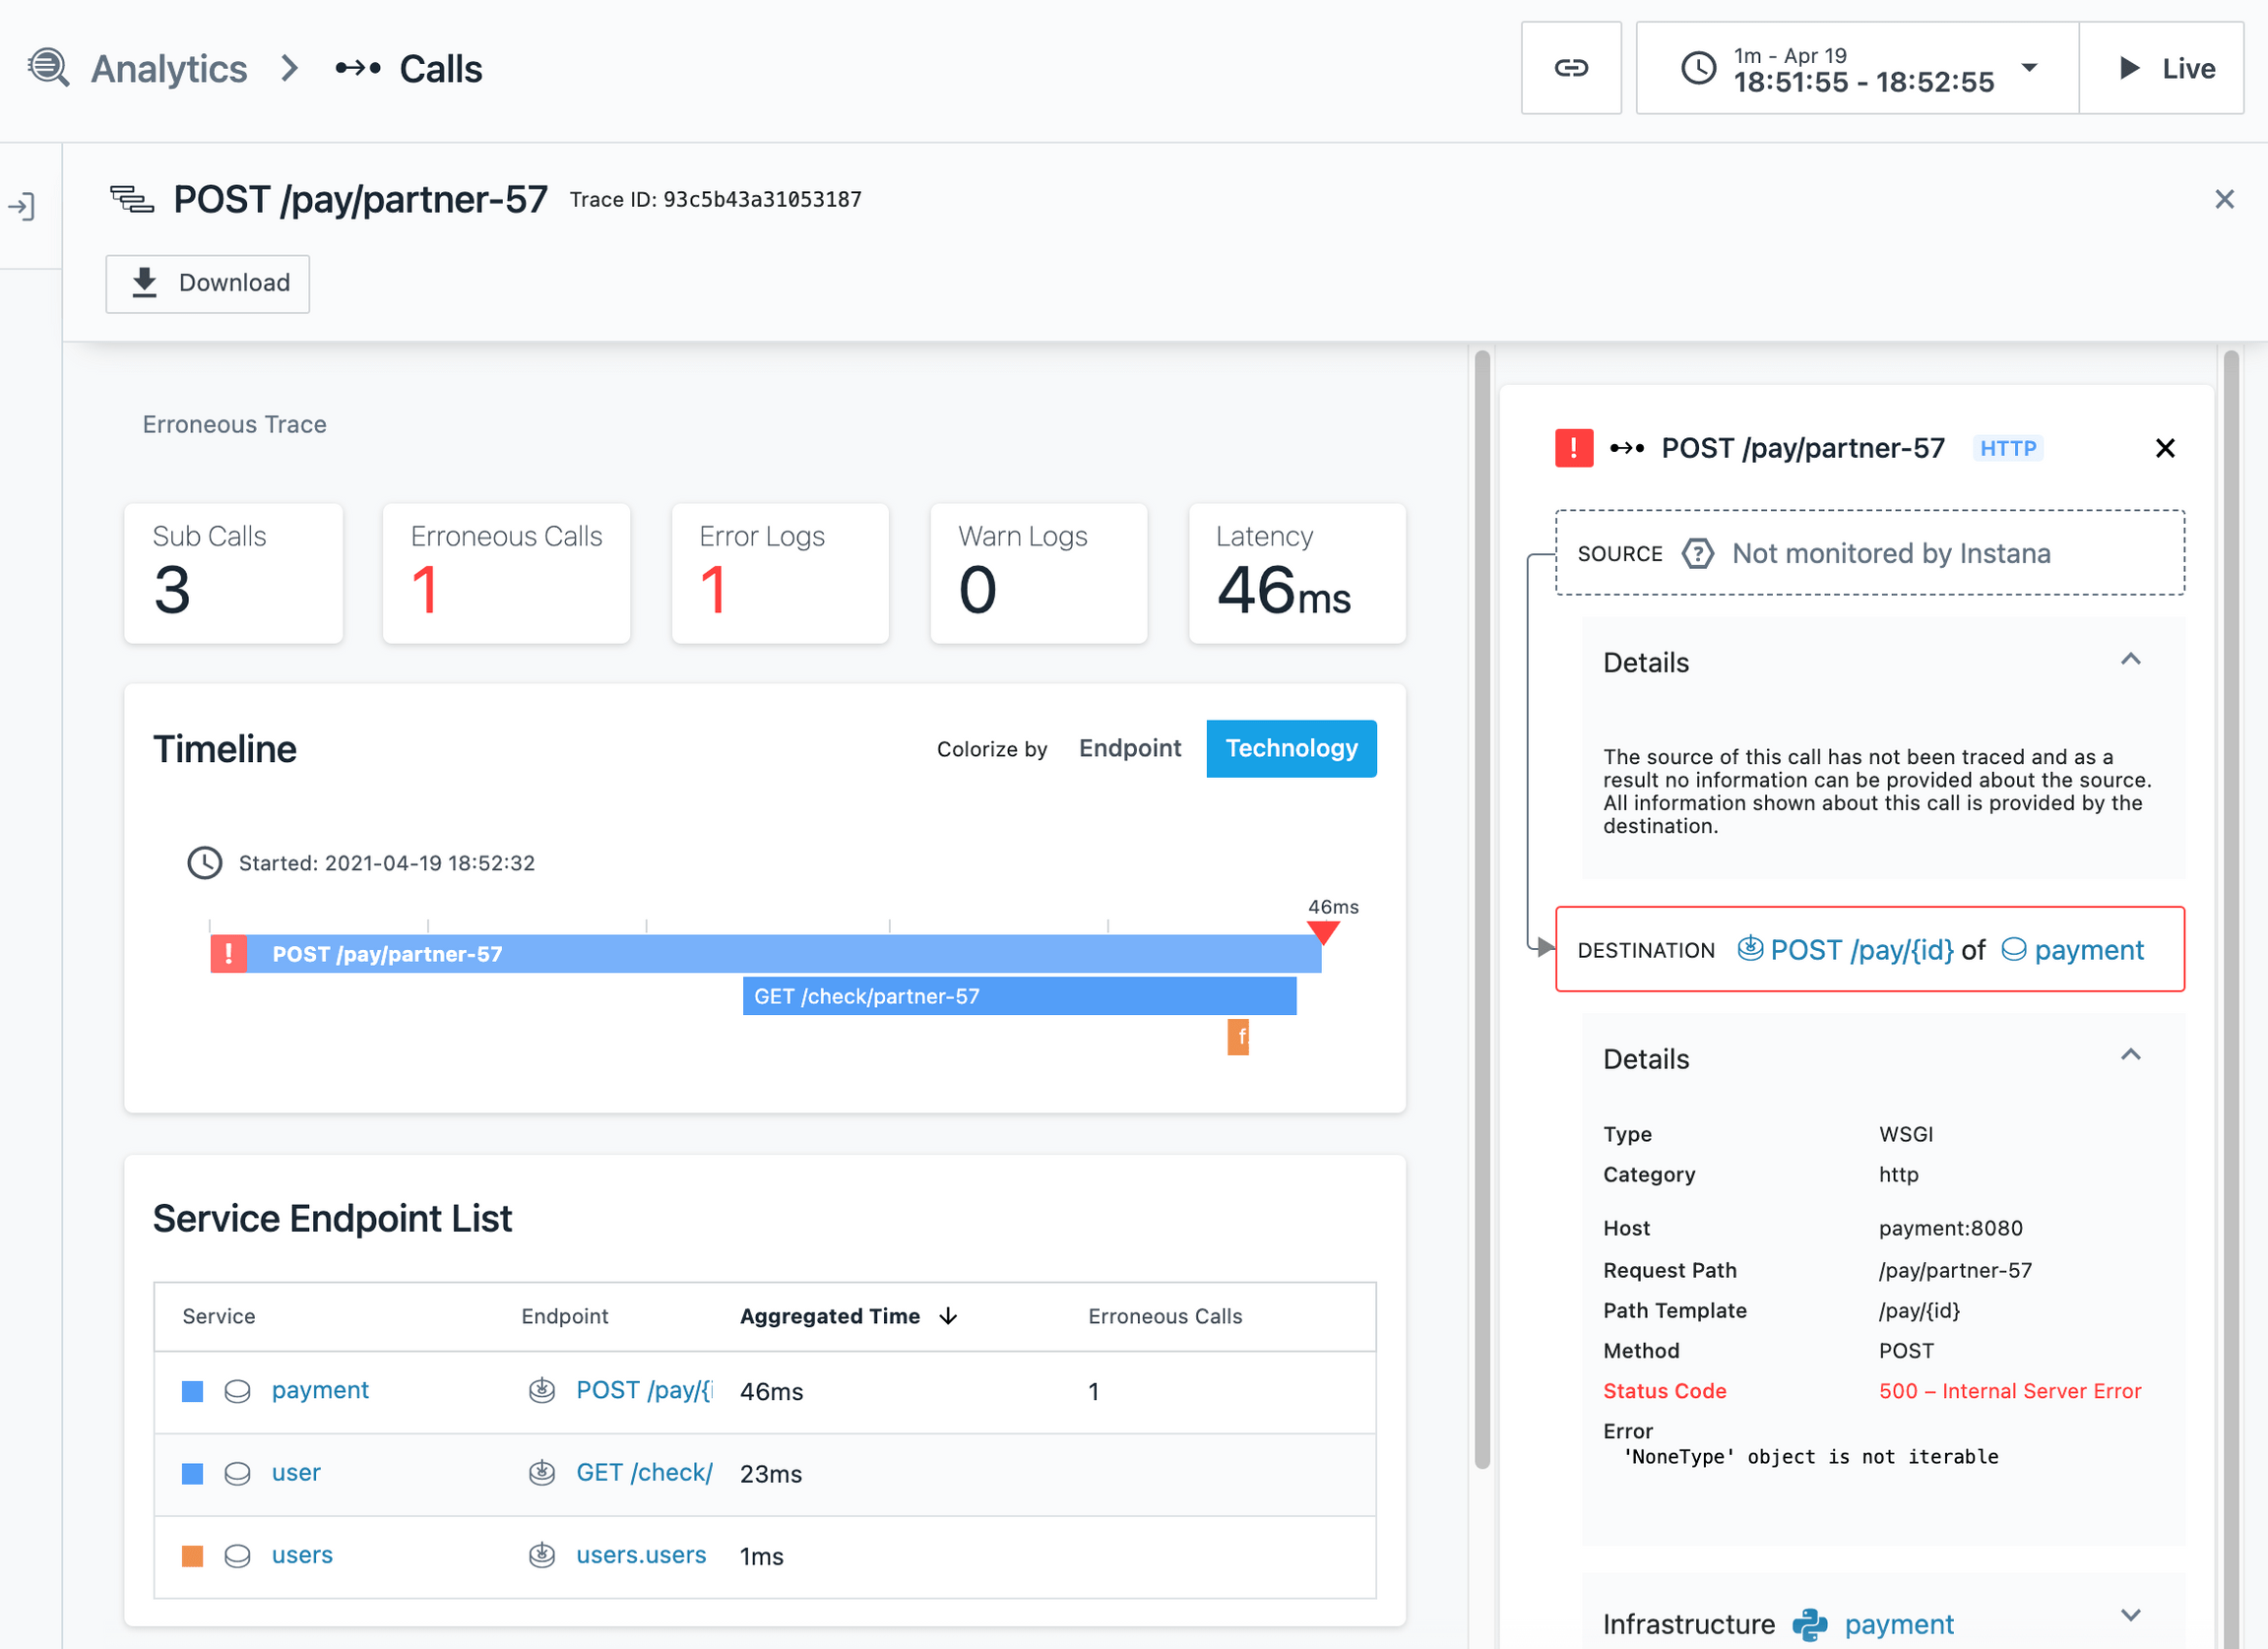 Analytics > Calls
1m - Apr 19
18:51:55 - 18:52:55
Live
POST /pay/partner-57 Trace ID: 93c5b43a31053187
Download
Erroneous Trace
Sub Calls
3
Erroneous Calls
1
Error Logs
1
Warn Logs
0
Latency
46ms
Timeline
Colorize by Endpoint Technology
Started: 2021-04-19 18:52:32
46ms
! POST /pay/partner-57
GET /check/partner-57
f
Service Endpoint List
Service Endpoint Aggregated Time Erroneous Calls
payment POST /pay/{i 46ms 1
user GET /check/ 23ms
users users.users 1ms
! POST /pay/partner-57 HTTP
SOURCE ? Not monitored by Instana
Details
The source of this call has not been traced and as a
result no information can be provided about the source.
All information shown about this call is provided by the
destination.
DESTINATION POST /pay/{id} of payment
Details
Type WSGI
Category http
Host payment:8080
Request Path /pay/partner-57
Path Template /pay/{id}
Method POST
Status Code 500 – Internal Server Error
Error
'NoneType' object is not iterable
Infrastructure payment